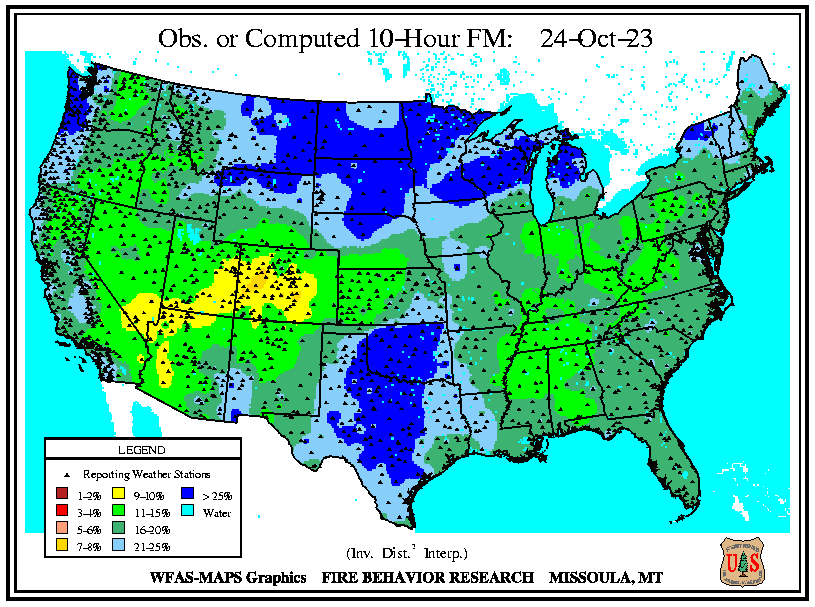 Obs. or Computed 10-Hour FM: 24-Oct-23
LEGEND
Reporting Weather Stations
1-2% 9-10% > 25%
3-4% 11-15% Water
5-6% 16-20%
7-8% 21-25%
(Inv. Dist.² Interp.)
WFAS-MAPS Graphics FIRE BEHAVIOR RESEARCH MISSOULA, MT
U S